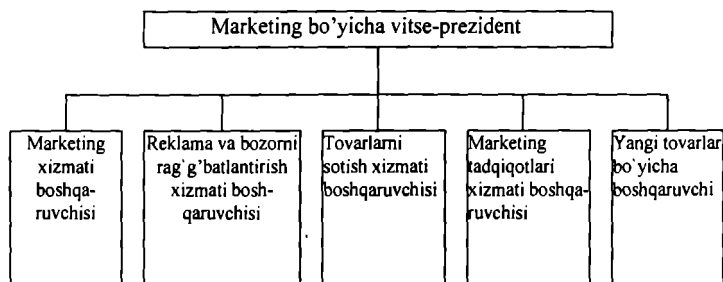 Marketing bo’yicha vitse-prezident
Marketing
xizmati
boshqa-
ruvchisi
Reklama va bozorni
rag`g’batlantirish
xizmati bosh-
qaruvchisi
Tovarlarni
sotish xizmati
boshqaruvchisi
Marketing
tadqiqotlari
xizmati boshqa-
ruvchisi
Yangi tovarlar
bo`yicha
boshqaruvchi